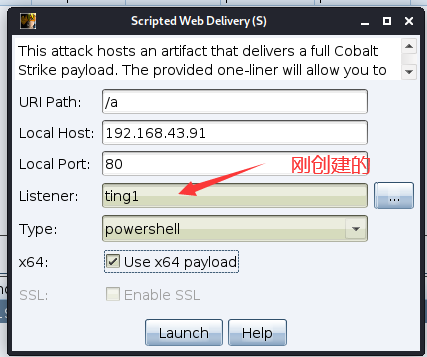 Scripted Web Delivery (S)
This attack hosts an artifact that delivers a full Cobalt
Strike payload. The provided one-liner will allow you to
URI Path: /a
Local Host: 192.168.43.91
Local Port: 80 刚创建的
Listener: ting1 ...
Type: powershell
x64: Use x64 payload
SSL: Enable SSL
Launch Help